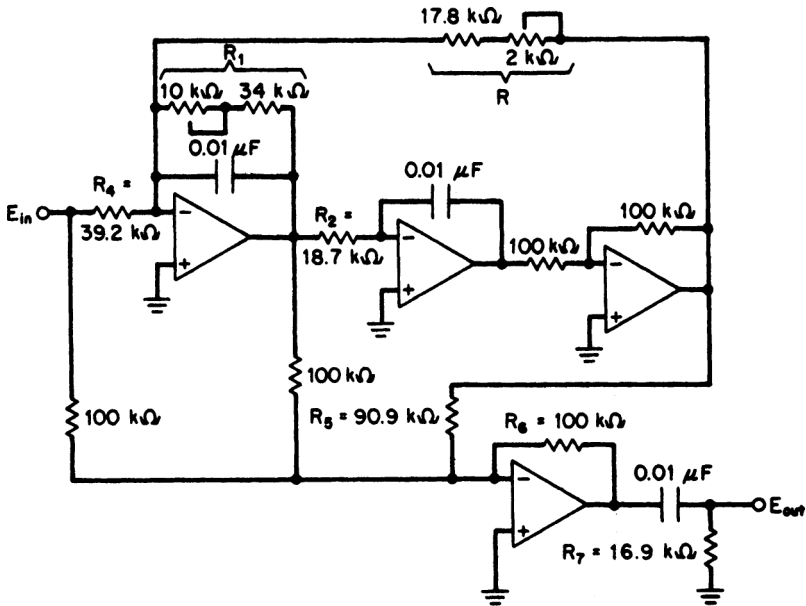 17.8 kΩ
2 kΩ
R
R1
10 kΩ 34 kΩ
0.01 μF
R4 =
39.2 kΩ
Ein
−
+
R2 =
18.7 kΩ
0.01 μF
−
+
100 kΩ
100 kΩ
−
+
100 kΩ
100 kΩ
R5 = 90.9 kΩ
R6 = 100 kΩ
−
+
0.01 μF
Eout
R7 = 16.9 kΩ